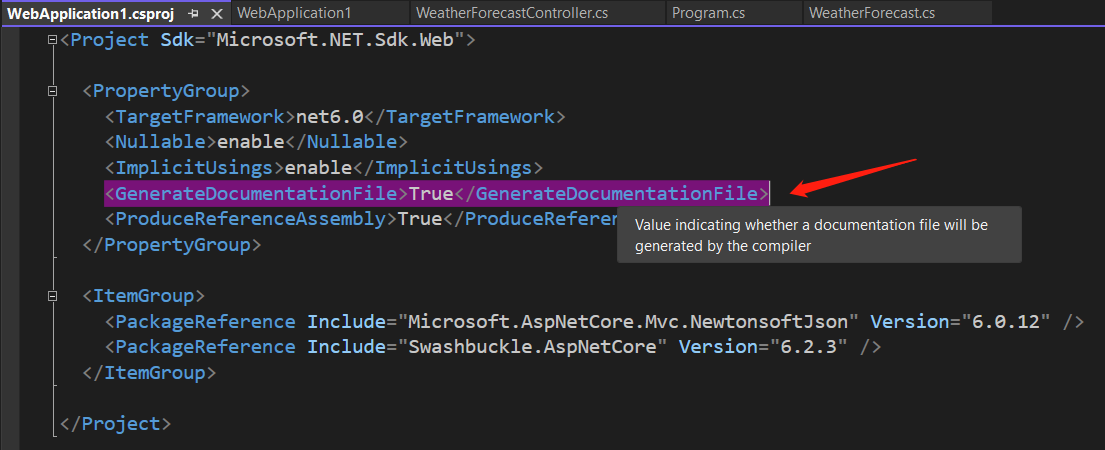 WebApplication1.csproj
WebApplication1
WeatherForecastController.cs
Program.cs
WeatherForecast.cs
<Project Sdk="Microsoft.NET.Sdk.Web">
<PropertyGroup>
<TargetFramework>net6.0</TargetFramework>
<Nullable>enable</Nullable>
<ImplicitUsings>enable</ImplicitUsings>
<GenerateDocumentationFile>True</GenerateDocumentationFile>
<ProduceReferenceAssembly>True</ProduceRefere
Value indicating whether a documentation file will be
generated by the compiler
</PropertyGroup>
<ItemGroup>
<PackageReference Include="Microsoft.AspNetCore.Mvc.NewtonsoftJson" Version="6.0.12" />
<PackageReference Include="Swashbuckle.AspNetCore" Version="6.2.3" />
</ItemGroup>
</Project>